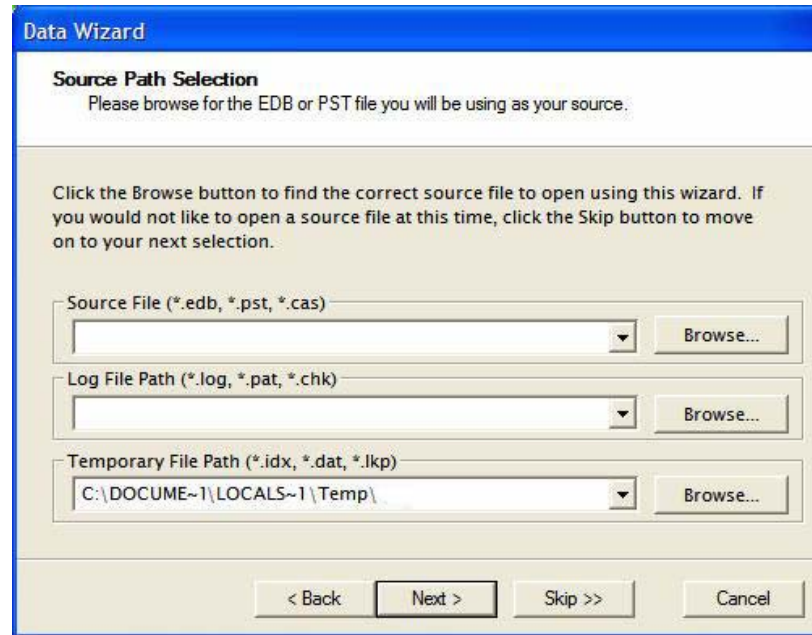 Data Wizard
Source Path Selection
Please browse for the EDB or PST file you will be using as your source.
Click the Browse button to find the correct source file to open using this wizard. If
you would not like to open a source file at this time, click the Skip button to move
on to your next selection.
Source File (*.edb, *.pst, *.cas)
Browse...
Log File Path (*.log, *.pat, *.chk)
Browse...
Temporary File Path (*.idx, *.dat, *.lkp)
C:\DOCUME~1\LOCALS~1\Temp\
Browse...
< Back Next > Skip >> Cancel